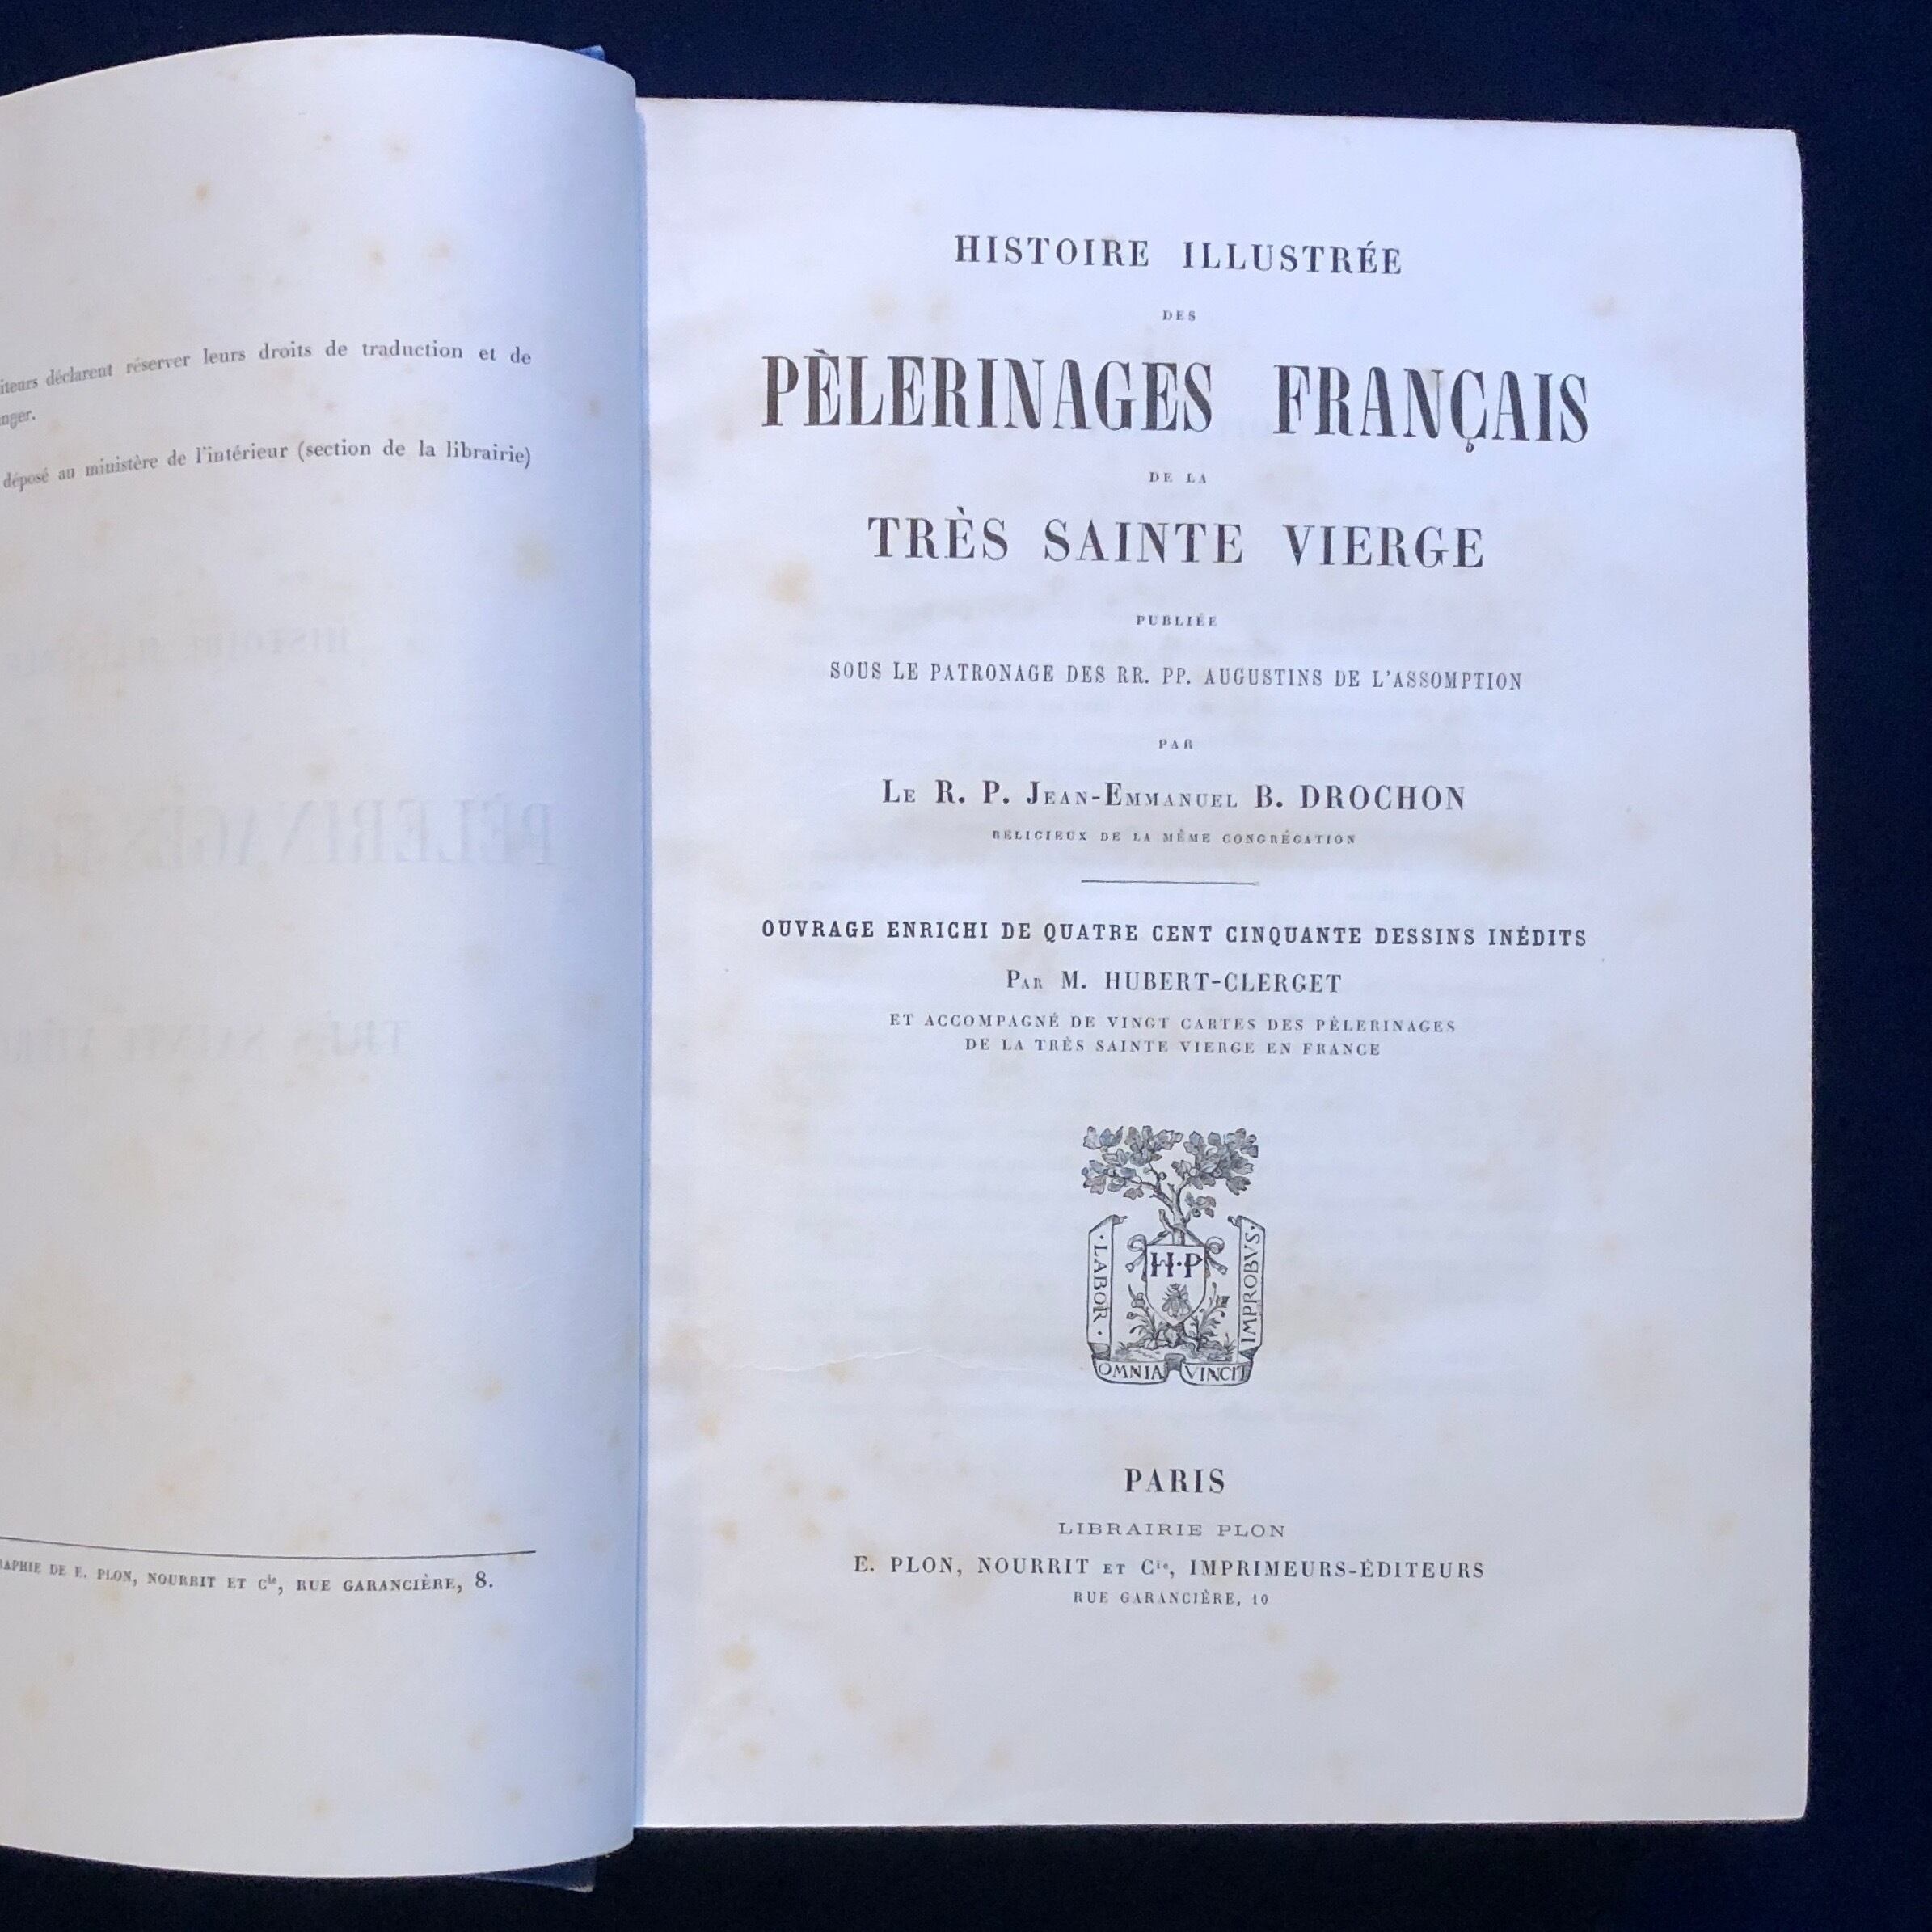 déclarent réserver leurs droits de traduction et de
déposé au ministère de l'intérieur (section de la librairie)
DE E. PLON, NOURRIT ET Cie, RUE GARANCIÈRE, 8.
HISTOIRE ILLUSTRÉE
DES
PÈLERINAGES FRANÇAIS
DE LA
TRÈS SAINTE VIERGE
PUBLIÉE
SOUS LE PATRONAGE DES RR. PP. AUGUSTINS DE L'ASSOMPTION
PAR
LE R. P. JEAN-EMMANUEL B. DROCHON
RELIGIEUX DE LA MÊME CONGRÉGATION
OUVRAGE ENRICHI DE QUATRE CENT CINQUANTE DESSINS INÉDITS
PAR M. HUBERT-CLERGET
ET ACCOMPAGNÉ DE VINGT CARTES DES PÈLERINAGES
DE LA TRÈS SAINTE VIERGE EN FRANCE
·LABOR·
H·P
IMPROBVS·
OMNIA VINCIT
PARIS
LIBRAIRIE PLON
E. PLON, NOURRIT ET Cie, IMPRIMEURS-ÉDITEURS
RUE GARANCIÈRE, 10